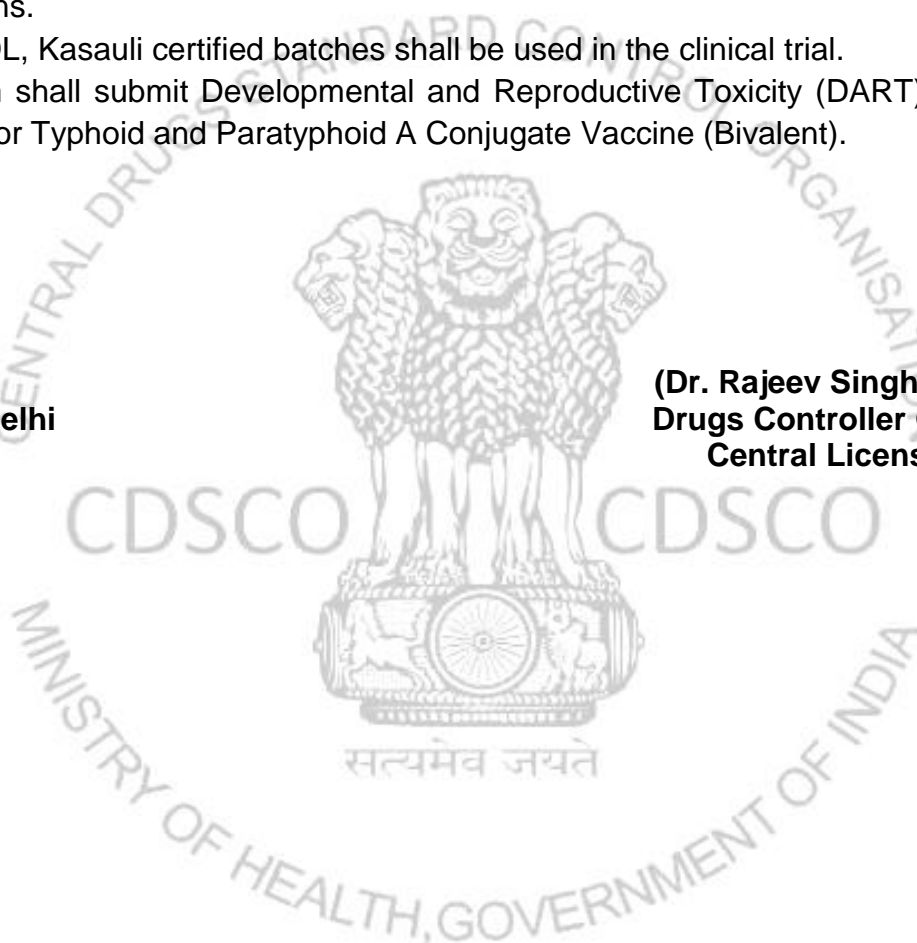 ns.
OL, Kasauli certified batches shall be used in the clinical trial.
n shall submit Developmental and Reproductive Toxicity (DART)
or Typhoid and Paratyphoid A Conjugate Vaccine (Bivalent).
CENTRAL DRUGS STANDARD CONTROL ORGANISATI
(Dr. Rajeev Singh
elhi
Drugs Controller
Central Licens
CDSCO CDSCO
सत्यमेव जयते
MINISTRY OF HEALTH, GOVERNMENT OF INDIA